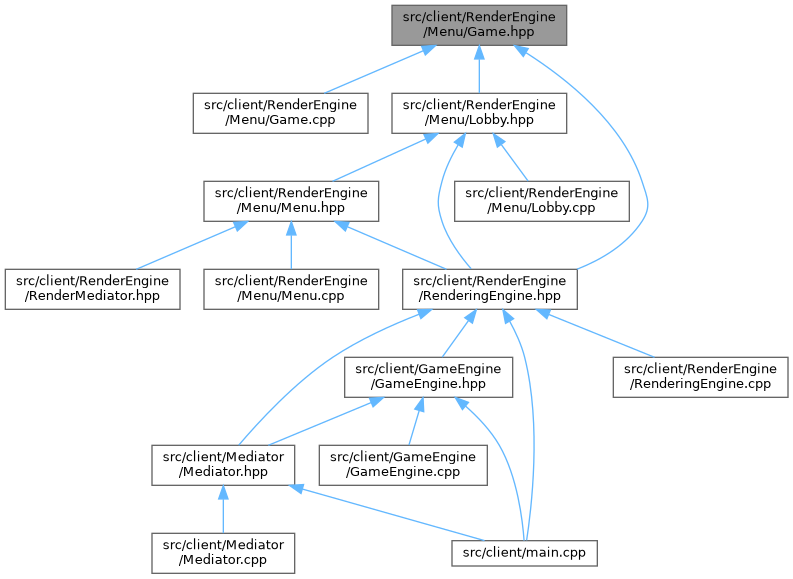 src/client/RenderEngine
/Menu/Game.hpp
src/client/RenderEngine
/Menu/Game.cpp
src/client/RenderEngine
/Menu/Lobby.hpp
src/client/RenderEngine
/Menu/Menu.hpp
src/client/RenderEngine
/Menu/Lobby.cpp
src/client/RenderEngine
/RenderMediator.hpp
src/client/RenderEngine
/Menu/Menu.cpp
src/client/RenderEngine
/RenderingEngine.hpp
src/client/GameEngine
/GameEngine.hpp
src/client/RenderEngine
/RenderingEngine.cpp
src/client/Mediator
/Mediator.hpp
src/client/GameEngine
/GameEngine.cpp
src/client/Mediator
/Mediator.cpp
src/client/main.cpp